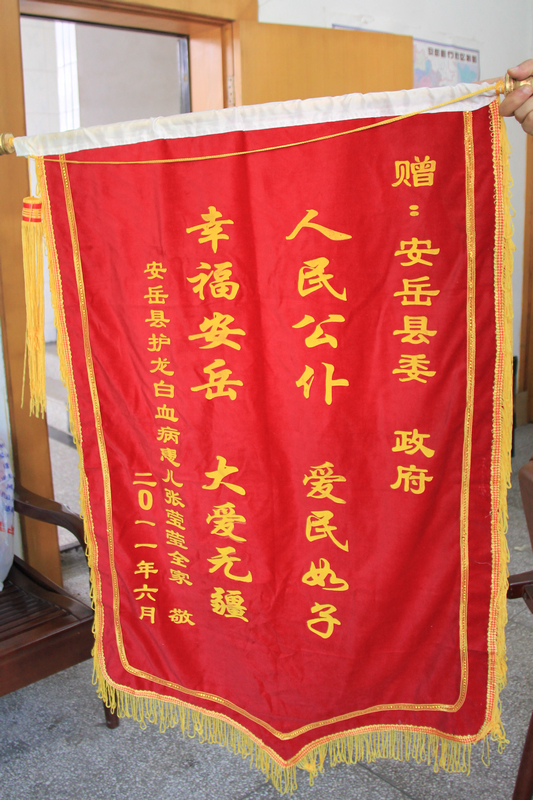 赠：安岳县委 政府
人民公仆 爱民如子
幸福安岳 大爱无疆
安岳县护龙白血病患儿张莹莹全家 敬
二〇一一年六月